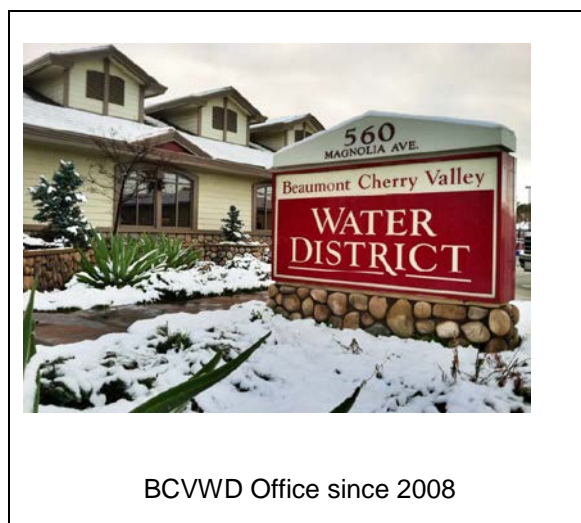 560
MAGNOLIA AVE.
Beaumont Cherry Valley
WATER
DISTRICT
BCVWD Office since 2008